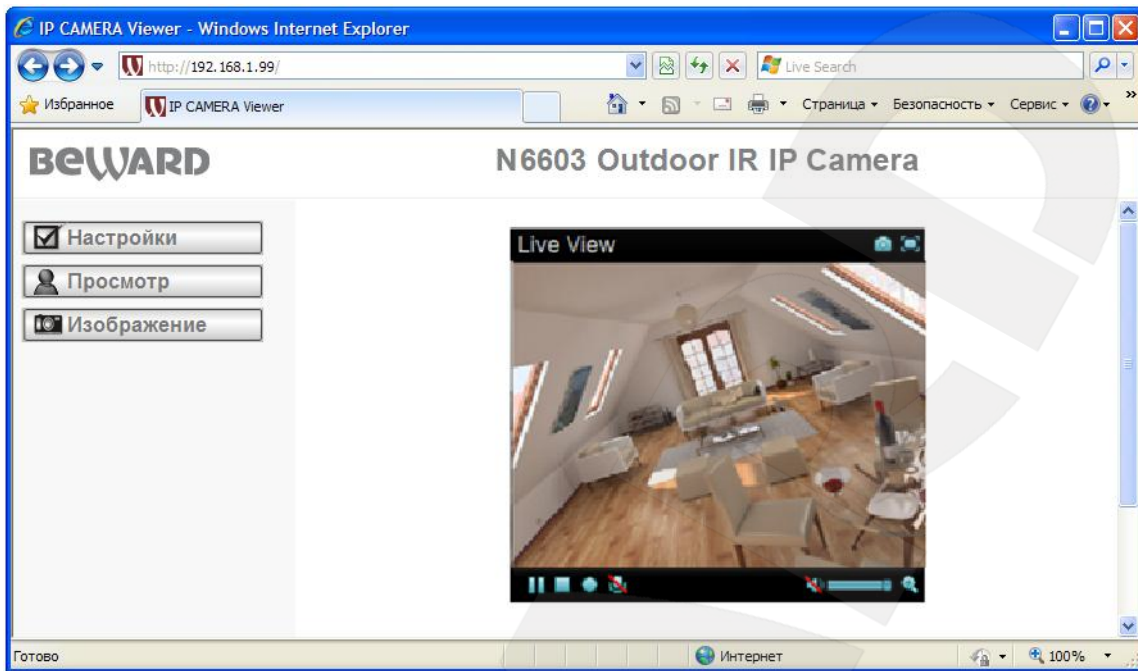 IP CAMERA Viewer - Windows Internet Explorer
http://192.168.1.99/
Live Search
Избранное
IP CAMERA Viewer
Страница
Безопасность
Сервис
BEWARD
N6603 Outdoor IR IP Camera
Настройки
Просмотр
Изображение
Live View
Готово
Интернет
100%